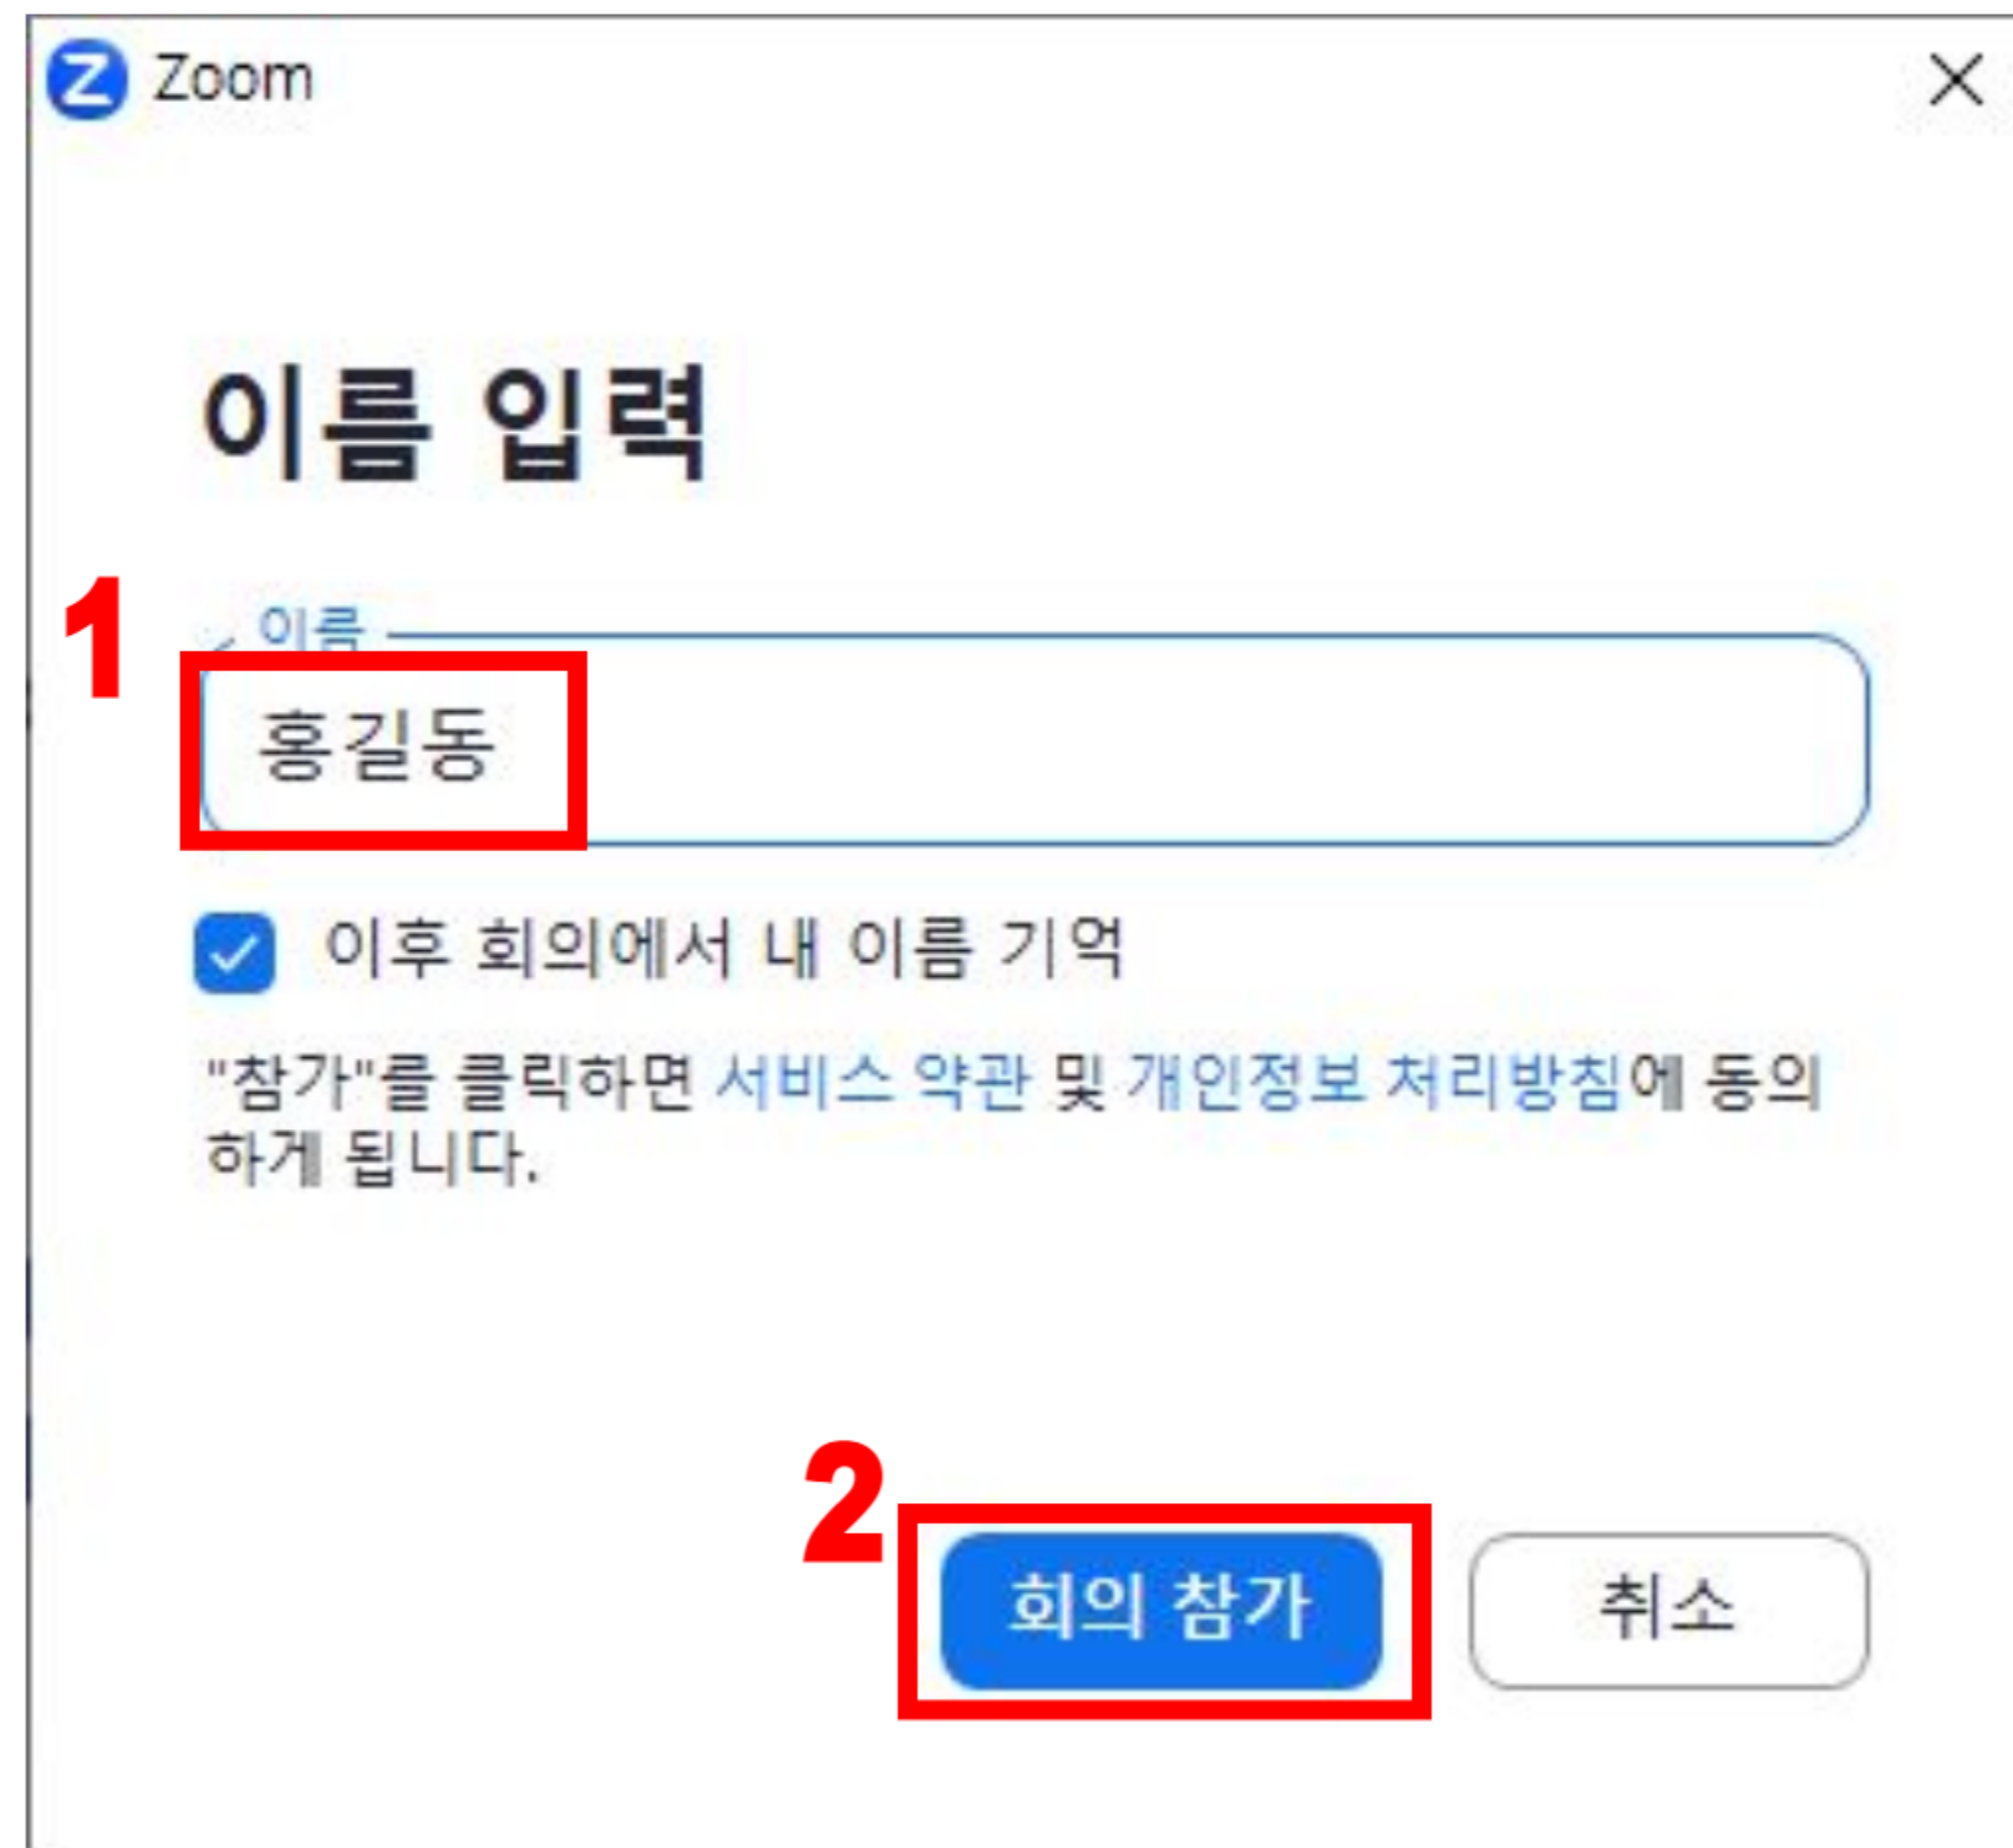 Zoom
이름 입력
1
이름
홍길동
이후 회의에서 내 이름 기억
"참가"를 클릭하면 서비스 약관 및 개인정보 처리방침에 동의
하게 됩니다.
2
회의 참가
취소